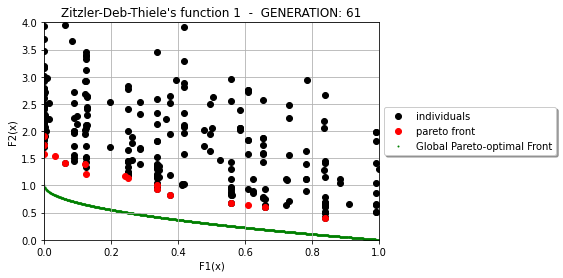 Zitzler-Deb-Thiele's function 1 - GENERATION: 61
4.0
3.5
3.0
2.5
2.0
1.5
1.0
0.5
0.0
F2(x)
0.0 0.2 0.4 0.6 0.8 1.0
F1(x)
individuals
pareto front
Global Pareto-optimal Front